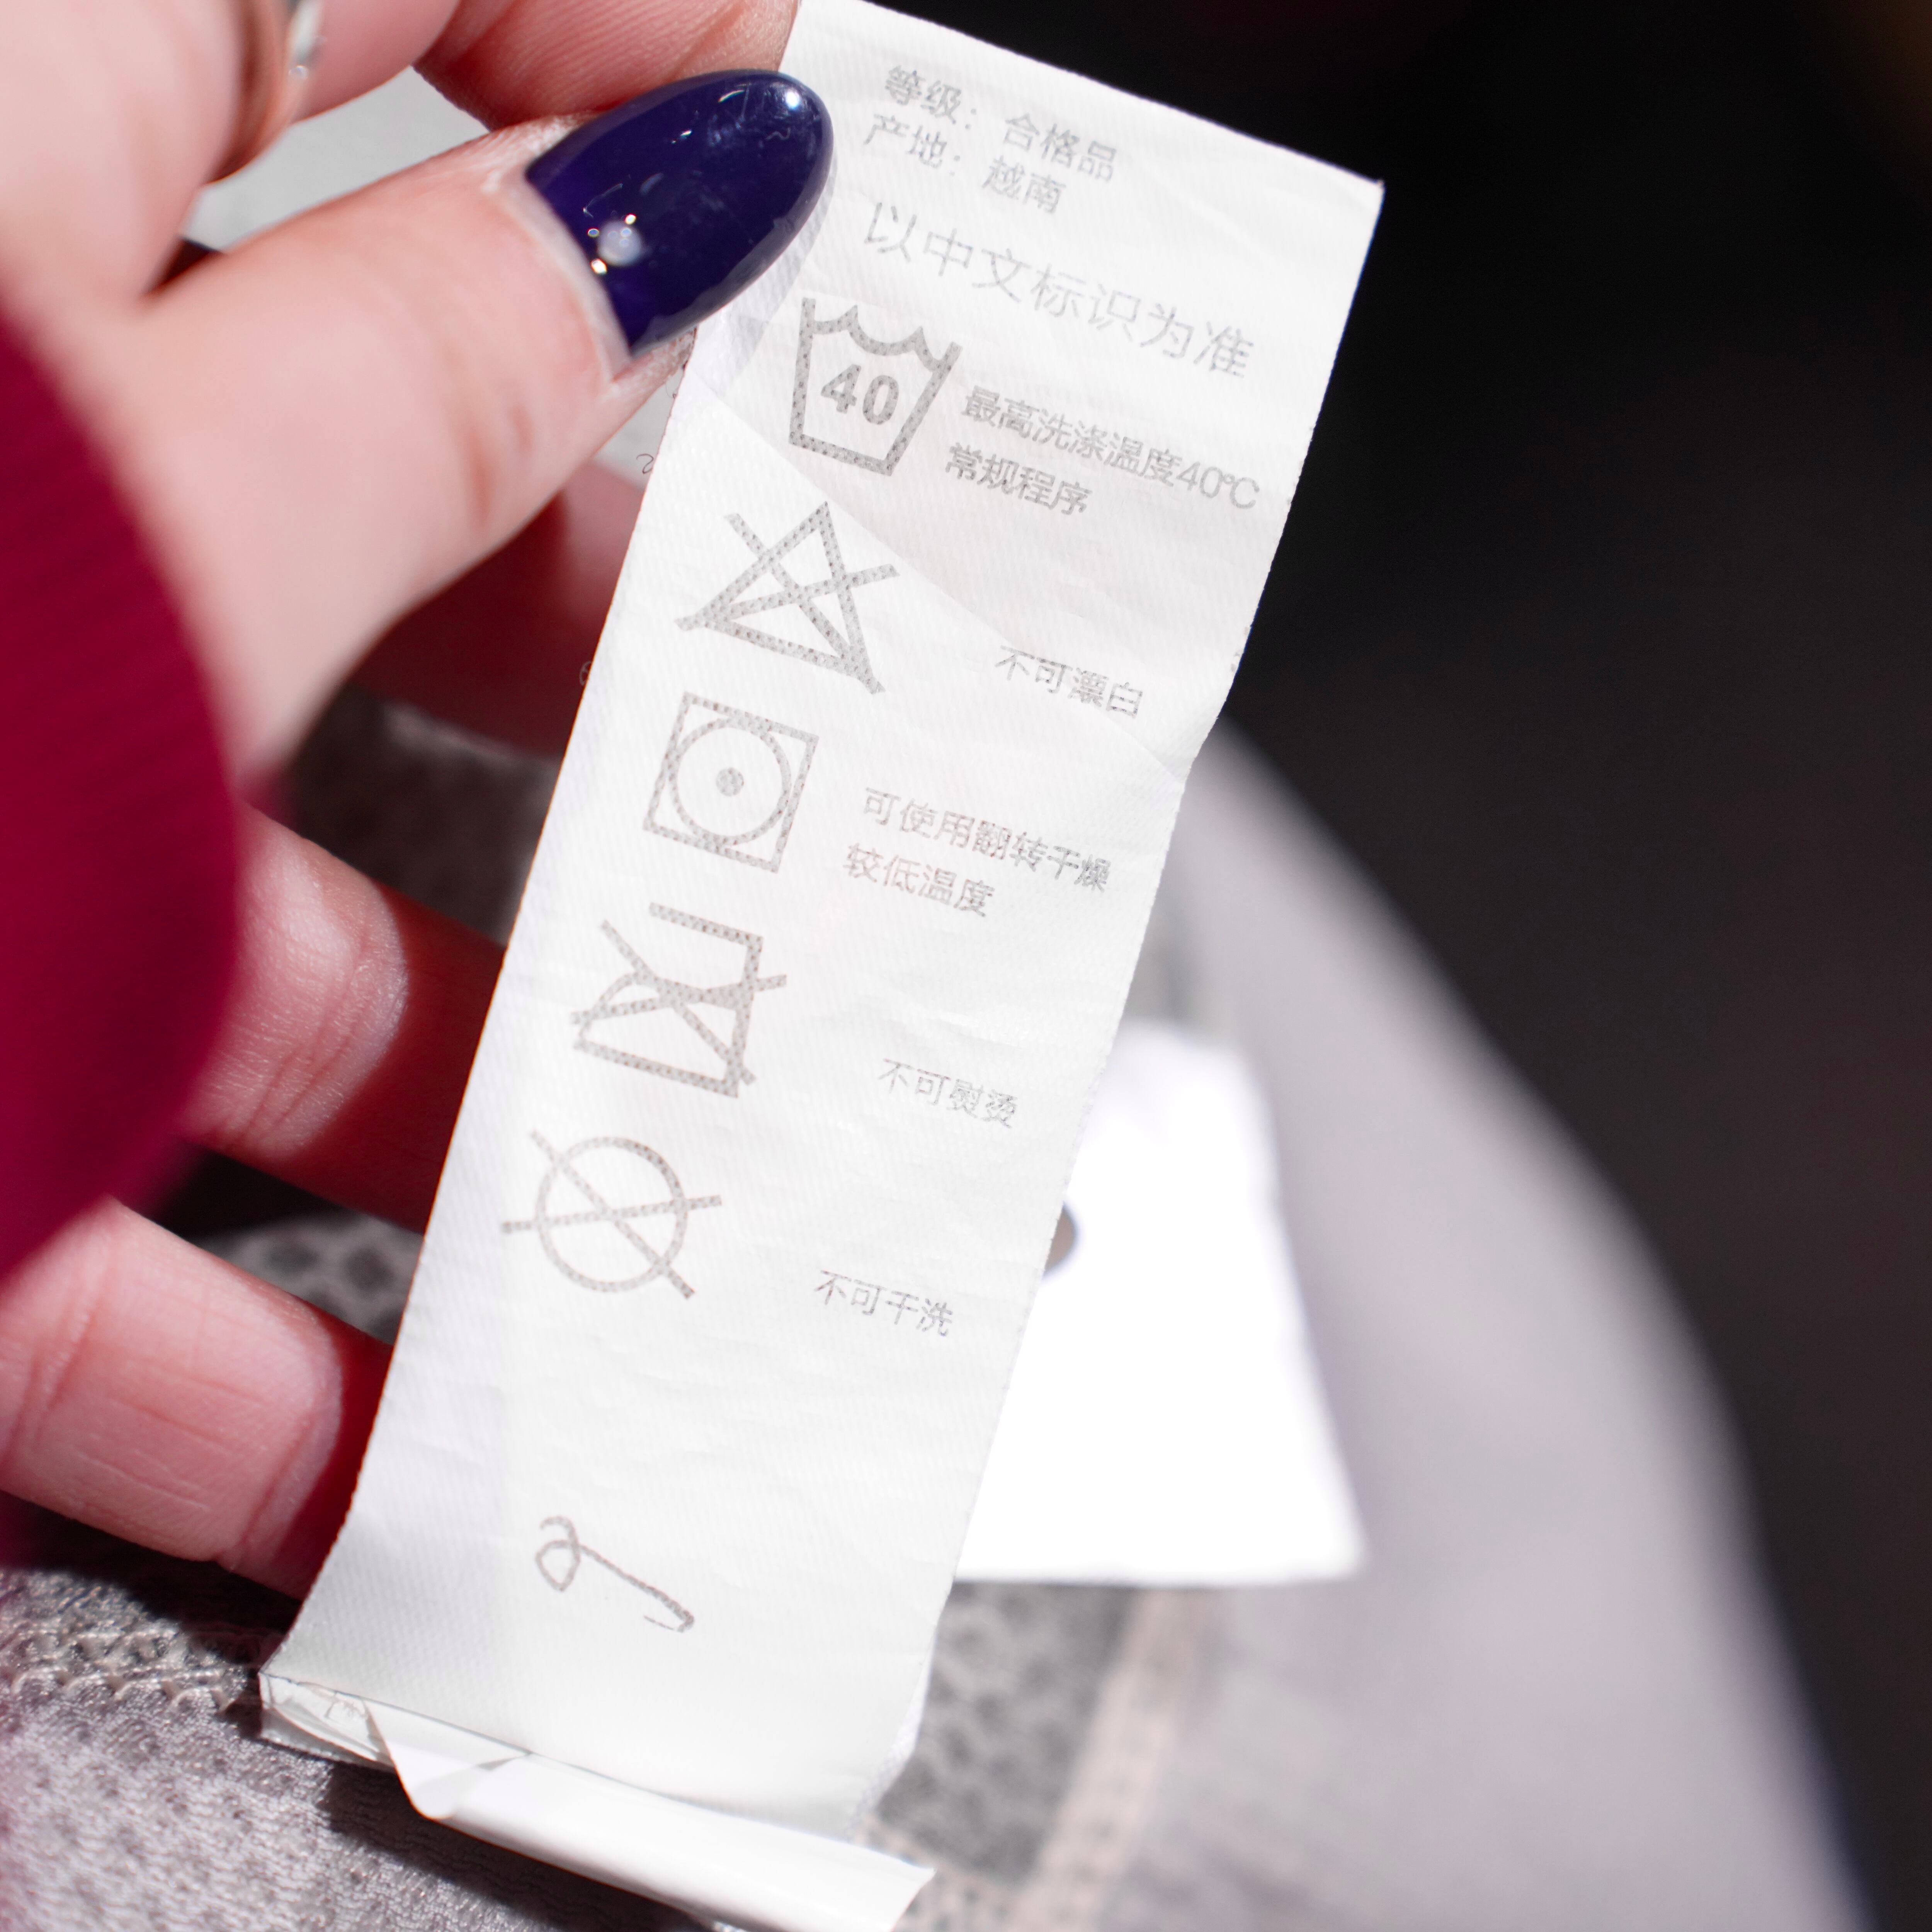 等级：合格品
产地：越南
以中文标识为准
40
最高洗涤温度40℃
常规程序
不可漂白
可使用翻转干燥
较低温度
不可熨烫
不可干洗